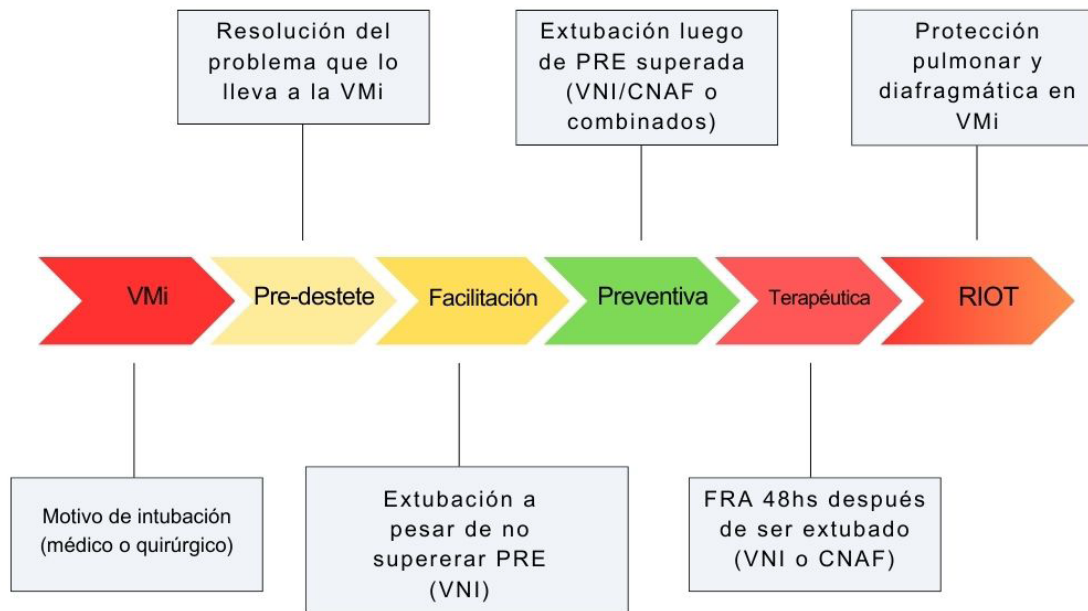 Resolución del
problema que lo
lleva a la VMi
Extubación luego
de PRE superada
(VNI/CNAF o
combinados)
Protección
pulmonar y
diafragmática en
VMi
VMi
Pre-destete
Facilitación
Preventiva
Terapéutica
RIOT
Motivo de intubación
(médico o quirúrgico)
Extubación a
pesar de no
supererar PRE
(VNI)
FRA 48hs después
de ser extubado
(VNI o CNAF)